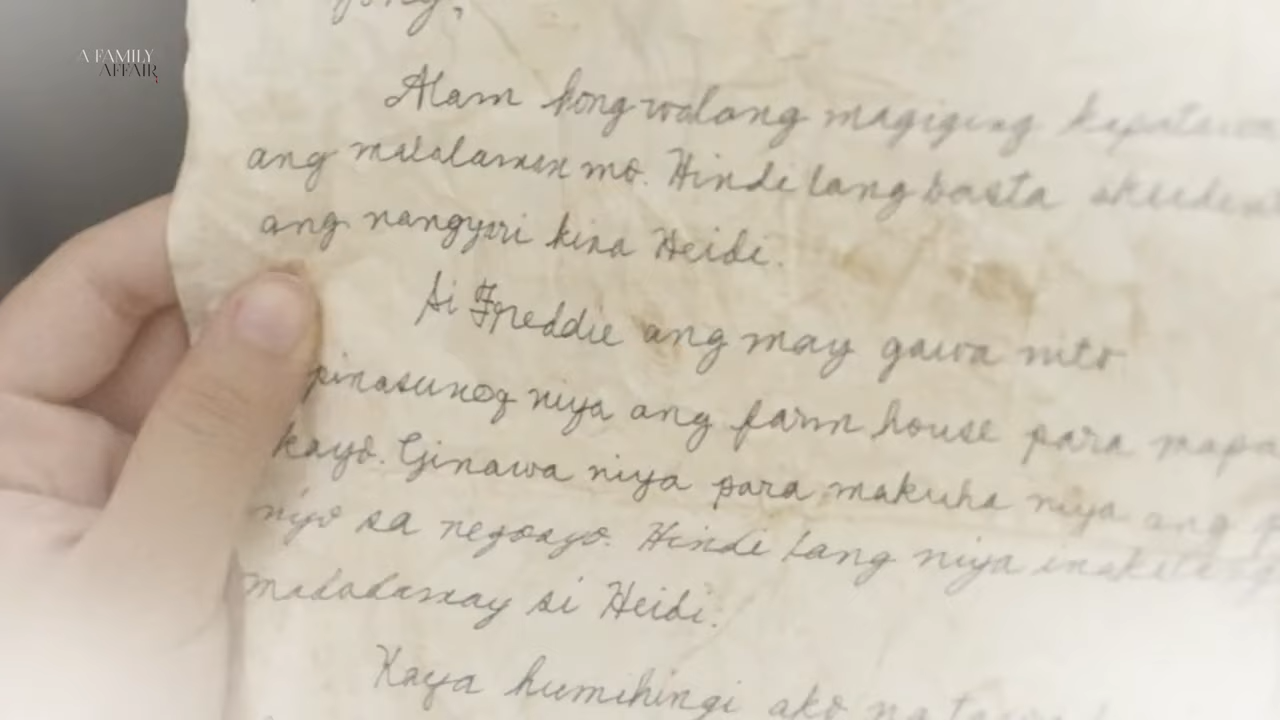 A FAMILY
AFFAIR
Alam kong walang magiging
ang malalaman mo. Hindi lang basta
ang nangyari kina Heidi.
Si Freddie ang may gawa nito
pinasunog niya ang farm house para
kayo. Ginawa niya para makuha niya ang
niyo sa negosyo. Hindi lang niya
madadamay si Heidi.
Kaya humihingi ako ng